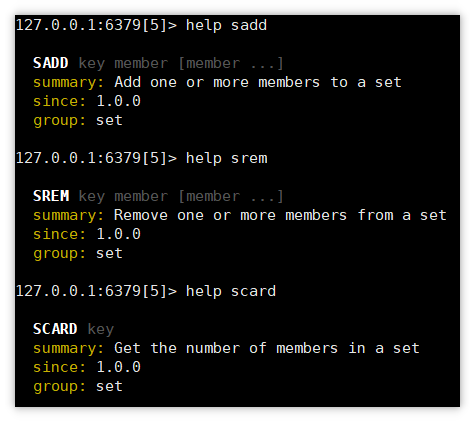 127.0.0.1:6379[5]> help sadd
SADD key member [member ...]
summary: Add one or more members to a set
since: 1.0.0
group: set
127.0.0.1:6379[5]> help srem
SREM key member [member ...]
summary: Remove one or more members from a set
since: 1.0.0
group: set
127.0.0.1:6379[5]> help scard
SCARD key
summary: Get the number of members in a set
since: 1.0.0
group: set